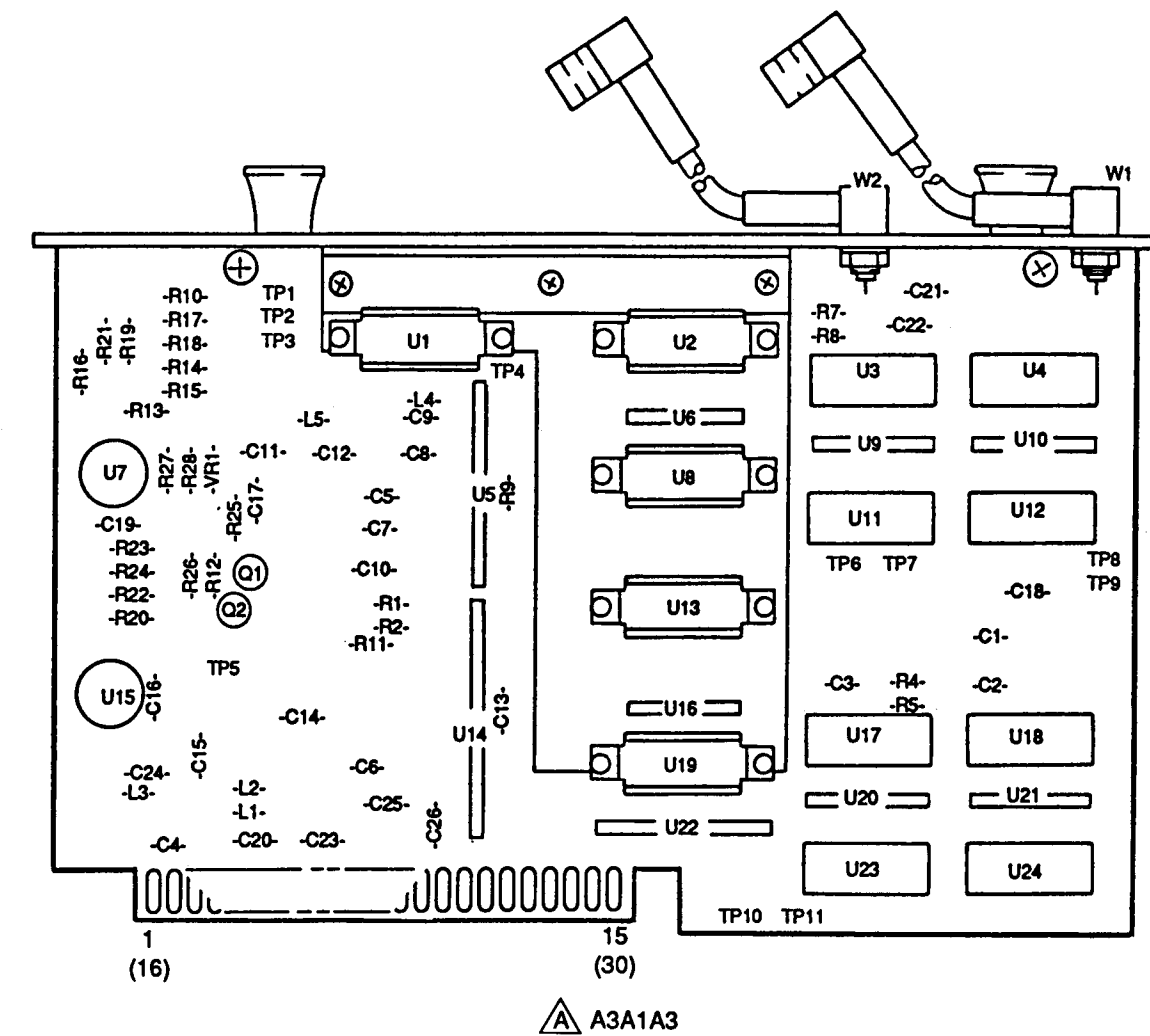 W2
W1
-R10-
TP1
-C21-
-R17-
TP2
-R7-
-C22-
-R16-
-R21-
-R19-
-R18-
TP3
U1
U2
-R8-
-R14-
TP4
U3
U4
-R15-
-R13-
-L4-
-L5-
-C9-
U6
U9
U10
U7
-R27-
-R28-
-VR1-
-C11-
-C12-
-C8-
U8
-R25-
-C17-
-C5-
U5
-R9-
U11
U12
-C19-
-C7-
-R23-
TP6
TP7
TP8
-R24-
-R26-
-R12-
Q1
-C10-
TP9
-R22-
-C18-
-R20-
Q2
-R1-
U13
-R2-
-R11-
-C1-
TP5
U15
-C16-
-C3-
-R4-
-C2-
-R5-
-C14-
-C13-
U16
U14
U17
U18
-C15-
-C24-
-C6-
U19
-L3-
-L2-
-C25-
U20
U21
-L1-
-C26-
U22
-C4-
-C20-
-C23-
U23
U24
TP10
TP11
1
15
(16)
(30)
A
A3A1A3